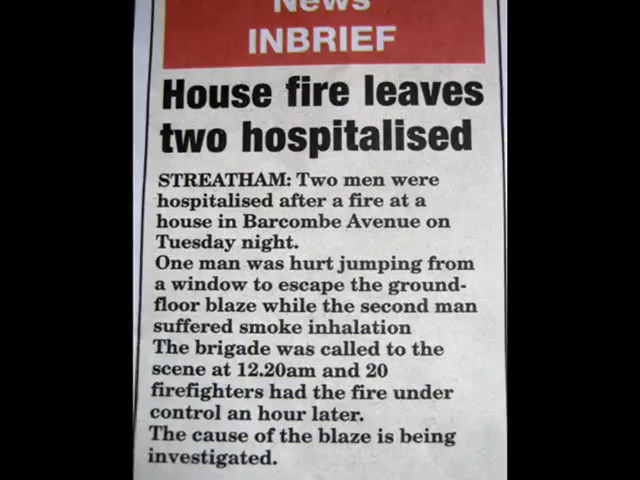 News
INBRIEF
House fire leaves
two hospitalised
STREATHAM: Two men were
hospitalised after a fire at a
house in Barcombe Avenue on
Tuesday night.
One man was hurt jumping from
a window to escape the ground-
floor blaze while the second man
suffered smoke inhalation
The brigade was called to the
scene at 12.20am and 20
firefighters had the fire under
control an hour later.
The cause of the blaze is being
investigated.